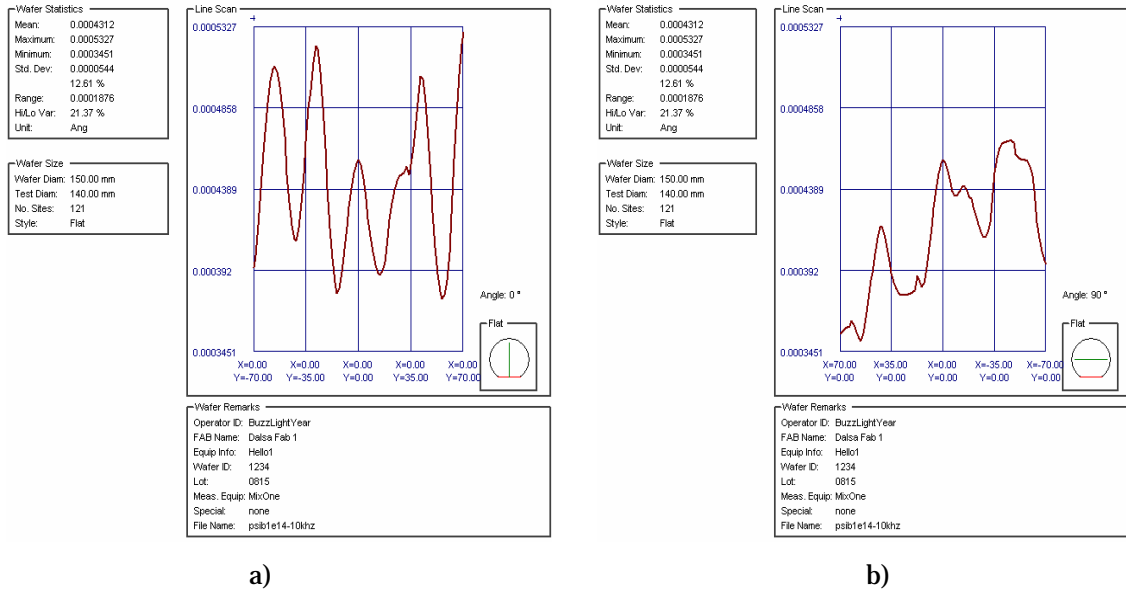 Wafer Statistics
Mean: 0.0004312
Maximum: 0.0005327
Minimum: 0.0003451
Std. Dev: 0.0000544
12.61 %
Range: 0.0001876
Hi/Lo Var: 21.37 %
Unit: Ang
Wafer Size
Wafer Diam: 150.00 mm
Test Diam: 140.00 mm
No. Sites: 121
Style: Flat
Line Scan
0.0005327
0.0004858
0.0004389
0.000392
0.0003451
X=0.00 X=0.00 X=0.00 X=0.00 X=0.00
Y=-70.00 Y=-35.00 Y=0.00 Y=35.00 Y=70.00
Angle: 0 °
Flat
Wafer Remarks
Operator ID: BuzzLightYear
FAB Name: Dalsa Fab 1
Equip Info: Hello1
Wafer ID: 1234
Lot: 0815
Meas. Equip: MixOne
Special: none
File Name: psib1e14-10khz
a)
Wafer Statistics
Mean: 0.0004312
Maximum: 0.0005327
Minimum: 0.0003451
Std. Dev: 0.0000544
12.61 %
Range: 0.0001876
Hi/Lo Var: 21.37 %
Unit: Ang
Wafer Size
Wafer Diam: 150.00 mm
Test Diam: 140.00 mm
No. Sites: 121
Style: Flat
Line Scan
0.0005327
0.0004858
0.0004389
0.000392
0.0003451
X=70.00 X=35.00 X=0.00 X=-35.00 X=-70.00
Y=0.00 Y=0.00 Y=0.00 Y=0.00 Y=0.00
Angle: 90 °
Flat
Wafer Remarks
Operator ID: BuzzLightYear
FAB Name: Dalsa Fab 1
Equip Info: Hello1
Wafer ID: 1234
Lot: 0815
Meas. Equip: MixOne
Special: none
File Name: psib1e14-10khz
b)